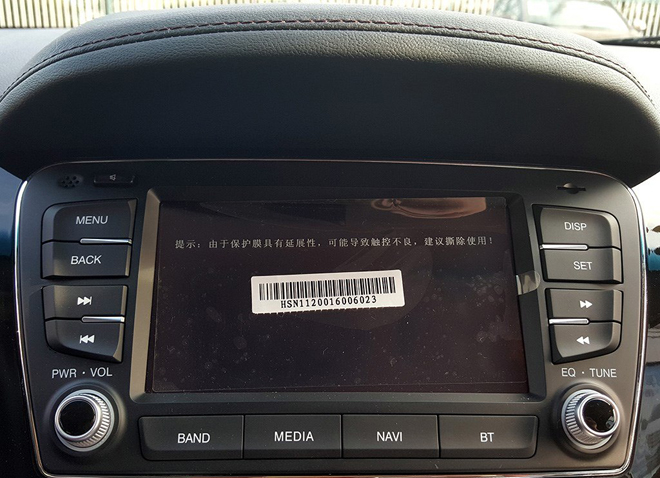 MENU
DISP
提示：由于保护膜具有延展性，可能导致触控不良，建议撕除使用！
BACK
SET
HSN1120016006023
PWR · VOL
EQ · TUNE
BAND
MEDIA
NAVI
BT